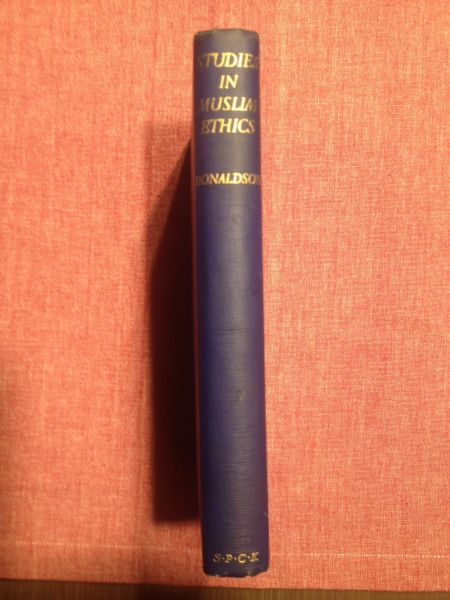 STUDIES
IN
MUSLIM
ETHICS
DONALDSON
S·P·C·K